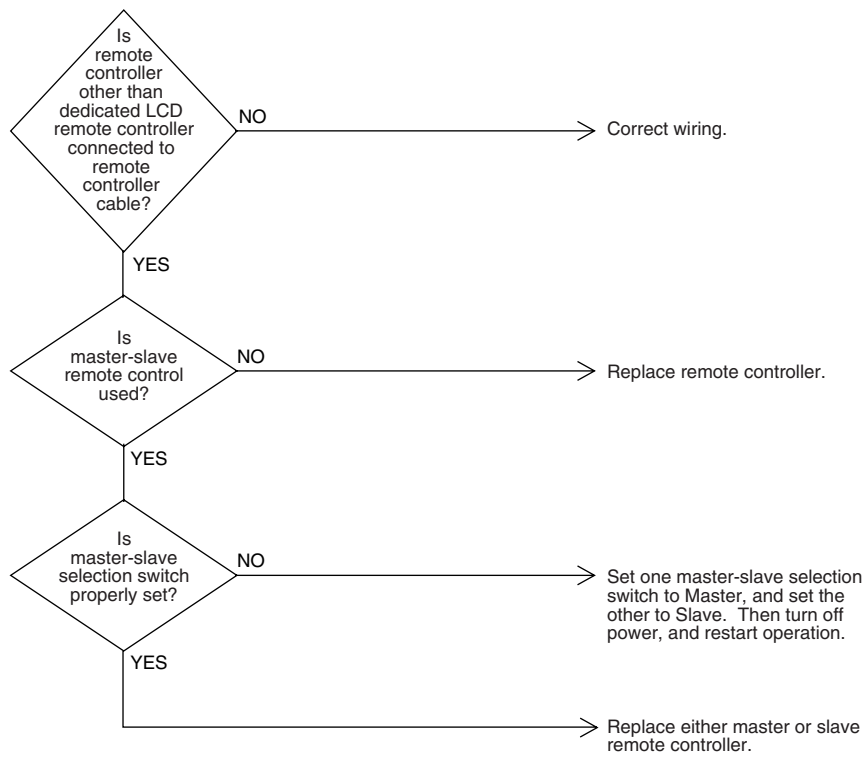 Is
remote
controller
other than
dedicated LCD
remote controller
connected to
remote
controller
cable?
NO
Correct wiring.
YES
Is
master-slave
remote control
used?
NO
Replace remote controller.
YES
Is
master-slave
selection switch
properly set?
NO
Set one master-slave selection
switch to Master, and set the
other to Slave.  Then turn off
power, and restart operation.
YES
Replace either master or slave
remote controller.